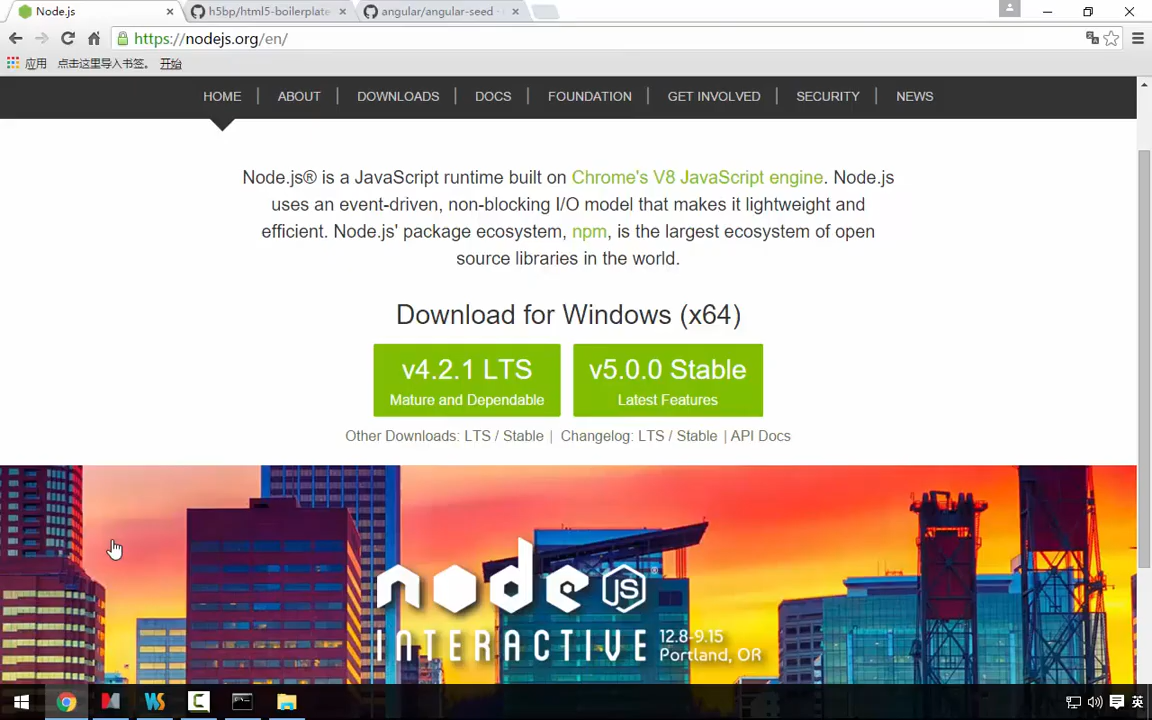 Node.js
h5bp/html5-boilerplate
angular/angular-seed ·
https://nodejs.org/en/
应用 点击这里导入书签。 开始
HOME ABOUT DOWNLOADS DOCS FOUNDATION GET INVOLVED SECURITY NEWS
Node.js® is a JavaScript runtime built on Chrome's V8 JavaScript engine. Node.js
uses an event-driven, non-blocking I/O model that makes it lightweight and
efficient. Node.js' package ecosystem, npm, is the largest ecosystem of open
source libraries in the world.
Download for Windows (x64)
v4.2.1 LTS
Mature and Dependable
v5.0.0 Stable
Latest Features
Other Downloads: LTS / Stable | Changelog: LTS / Stable | API Docs
node JS®
INTERACTIVE
12.8-9.15
Portland, OR
英